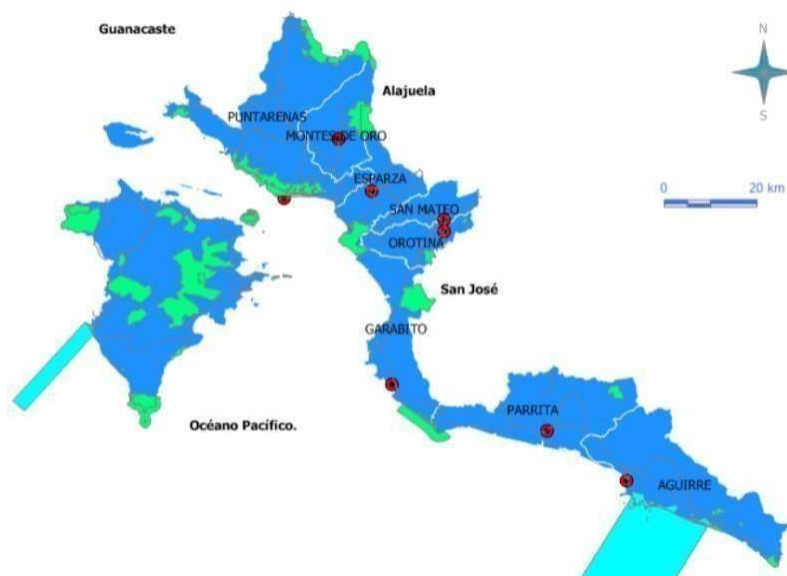 Guanacaste
N
Alajuela
S
PUNTARENAS
MONTES DE ORO
ESPARZA
0 20 km
SAN MATEO
OROTINA
San José
GARABITO
PARRITA
Océano Pacífico.
AGUIRRE